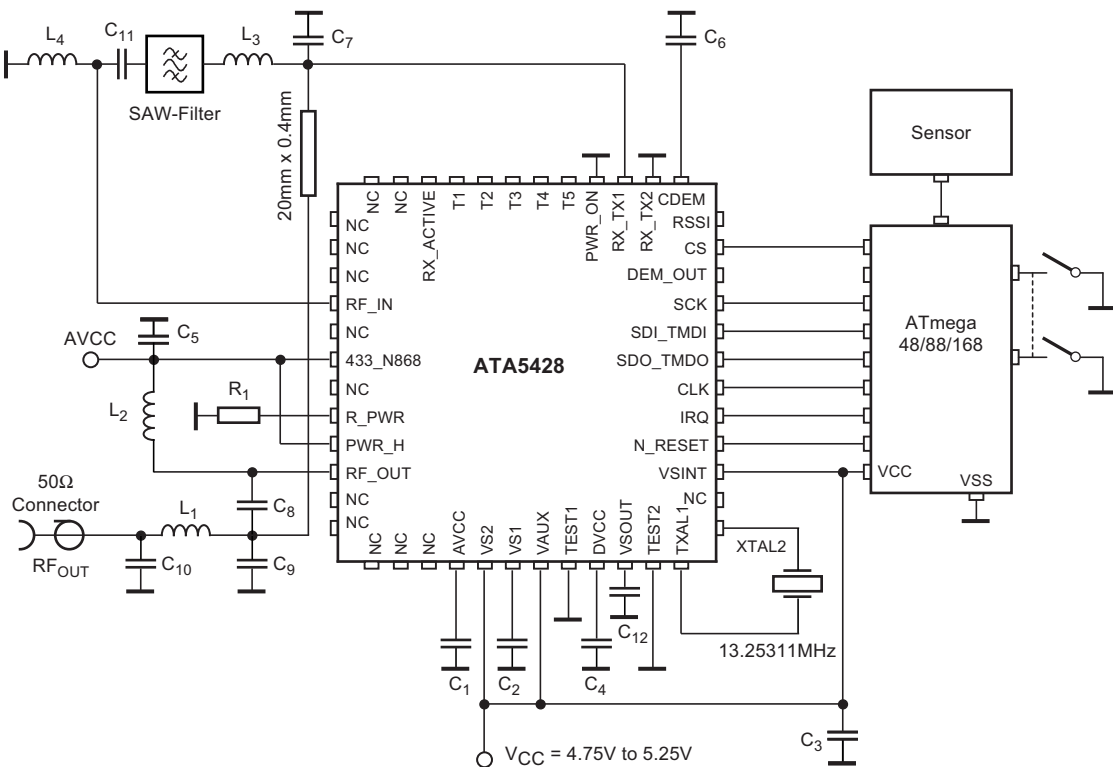 L4
C11
L3
C7
C6
SAW-Filter
20mm x 0.4mm
Sensor
NC
NC
RX_ACTIVE
T1
T2
T3
T4
T5
PWR_ON
RX_TX1
RX_TX2
CDEM
NC
NC
NC
RF_IN
NC
433_N868
NC
R_PWR
PWR_H
RF_OUT
NC
NC
RSSI
CS
DEM_OUT
SCK
SDI_TMDI
SDO_TMDO
CLK
IRQ
N_RESET
VSINT
NC
XTAL2
ATA5428
NC
NC
NC
AVCC
VS2
VS1
VAUX
TEST1
DVCC
VSOUT
TEST2
TXAL1
ATmega
48/88/168
VCC
VSS
AVCC
C5
L2
R1
50Ω
Connector
RFOUT
L1
C8
C10
C9
C1
C2
C4
C12
13.25311MHz
C3
VCC = 4.75V to 5.25V